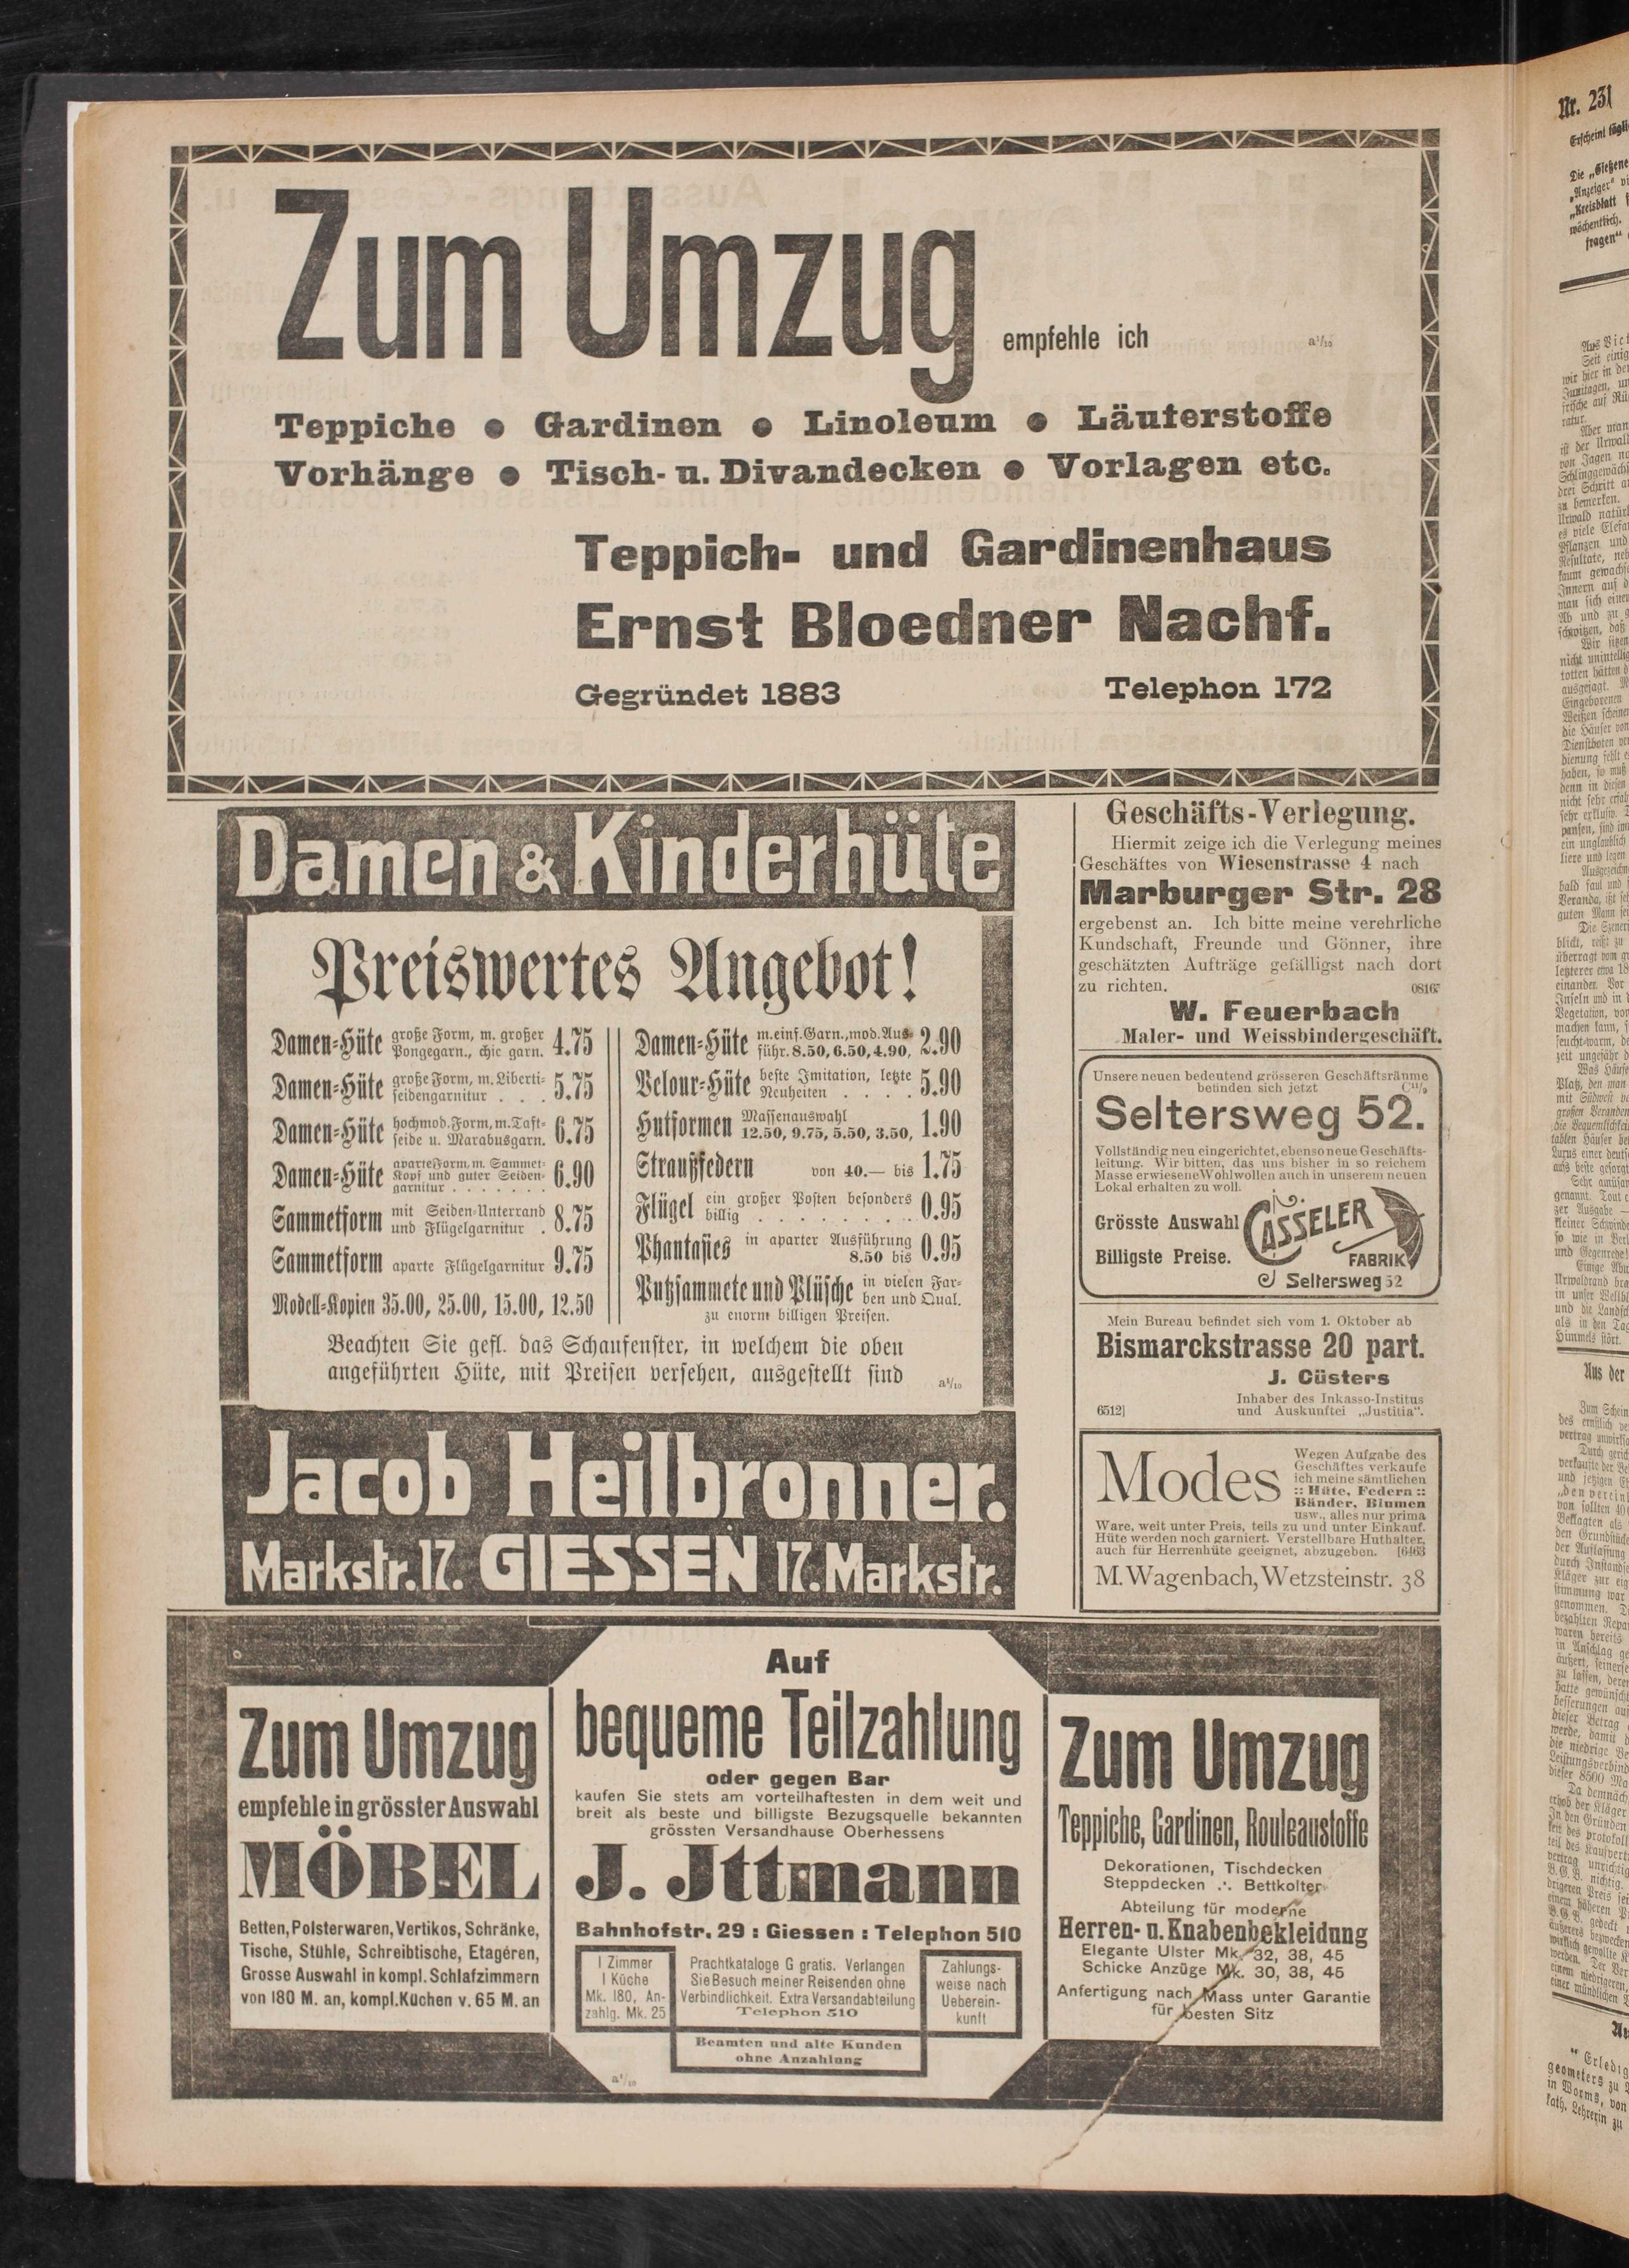 Zum Umzug empfehle ich a1/10
Teppiche ● Gardinen ● Linoleum ● Läuferstoffe
Vorhänge ● Tisch- u. Divandecken ● Vorlagen etc.
Teppich- und Gardinenhaus
Ernst Bloedner Nachf.
Gegründet 1883 Telephon 172
Damen & Kinderhüte
Preiswertes Angebot!
Damen-Hüte große Form, m. großer
Pongegarn., chic garn. 4.75
Damen-Hüte große Form, m. Liberti-
seidengarnitur . . . 5.75
Damen-Hüte hochmod. Form, m. Taft-
seide u. Marabusgarn. 6.75
Damen-Hüte aparte Form, m. Sammet-
Kopf und guter Seiden-
garnitur . . . . . . . 6.90
Sammetform mit Seiden-Unterrand
und Flügelgarnitur . 8.75
Sammetform aparte Flügelgarnitur 9.75
Modell-Kopien 35.00, 25.00, 15.00, 12.50
Damen-Hüte m. einf. Garn., mod. Aus-
führ. 8.50, 6.50, 4.90, 2.90
Velour-Hüte beste Imitation, letzte
Neuheiten . . . . 5.90
Hutformen Massenauswahl
12.50, 9.75, 5.50, 3.50, 1.90
Straußfedern von 40.— bis 1.75
Flügel ein großer Posten besonders
billig . . . . . . . . 0.95
Phantasies in aparter Ausführung
8.50 bis 0.95
Putzsammete und Plüsche in vielen Far-
ben und Qual.
zu enorm billigen Preisen.
Beachten Sie gefl. das Schaufenster, in welchem die oben
angeführten Hüte, mit Preisen versehen, ausgestellt sind a1/10
Jacob Heilbronner.
Markstr. 17. GIESSEN 17. Markstr.
Geschäfts-Verlegung.
Hiermit zeige ich die Verlegung meines
Geschäftes von Wiesenstrasse 4 nach
Marburger Str. 28
ergebenst an. Ich bitte meine verehrliche
Kundschaft, Freunde und Gönner, ihre
geschätzten Aufträge gefälligst nach dort
zu richten. 08167
W. Feuerbach
Maler- und Weissbindergeschäft.
Unsere neuen bedeutend grösseren Geschäftsräume
befinden sich jetzt C11/9
Seltersweg 52.
Vollständig neu eingerichtet, ebenso neue Geschäfts-
leitung. Wir bitten, das uns bisher in so reichem
Masse erwiesene Wohlwollen auch in unserem neuen
Lokal erhalten zu woll.
Grösste Auswahl
Billigste Preise.
CASSELER
FABRIK
Seltersweg 52
Mein Bureau befindet sich vom 1. Oktober ab
Bismarckstrasse 20 part.
J. Cüsters
Inhaber des Inkasso-Institus
6512] und Auskunftei „Justitia“.
Modes
Wegen Aufgabe des
Geschäftes verkaufe
ich meine sämtlichen
:: Hüte, Federn ::
Bänder, Blumen
usw., alles nur prima
Ware, weit unter Preis, teils zu und unter Einkauf.
Hüte werden noch garniert. Verstellbare Huthalter,
auch für Herrenhüte geeignet, abzugeben. [6463
M. Wagenbach, Wetzsteinstr. 38
Zum Umzug
empfehle in grösster Auswahl
MÖBEL
Betten, Polsterwaren, Vertikos, Schränke,
Tische, Stühle, Schreibtische, Etagéren,
Grosse Auswahl in kompl. Schlafzimmern
von 180 M. an, kompl. Küchen v. 65 M. an
Auf
bequeme Teilzahlung
oder gegen Bar
kaufen Sie stets am vorteilhaftesten in dem weit und
breit als beste und billigste Bezugsquelle bekannten
grössten Versandhause Oberhessens
J. Jttmann
Bahnhofstr. 29 : Giessen : Telephon 510
1 Zimmer
1 Küche
Mk. 180, An-
zahlg. Mk. 25
Prachtkataloge G gratis. Verlangen
Sie Besuch meiner Reisenden ohne
Verbindlichkeit. Extra Versandabteilung
Telephon 510
Zahlungs-
weise nach
Ueberein-
kunft
Beamten und alte Kunden
ohne Anzahlung
a1/10
Zum Umzug
Teppiche, Gardinen, Rouleaustoffe
Dekorationen, Tischdecken
Steppdecken .·. Bettkolter
Abteilung für moderne
Herren- u. Knabenbekleidung
Elegante Ulster Mk. 32, 38, 45
Schicke Anzüge Mk. 30, 38, 45
Anfertigung nach Mass unter Garantie
für besten Sitz
Nr. 231